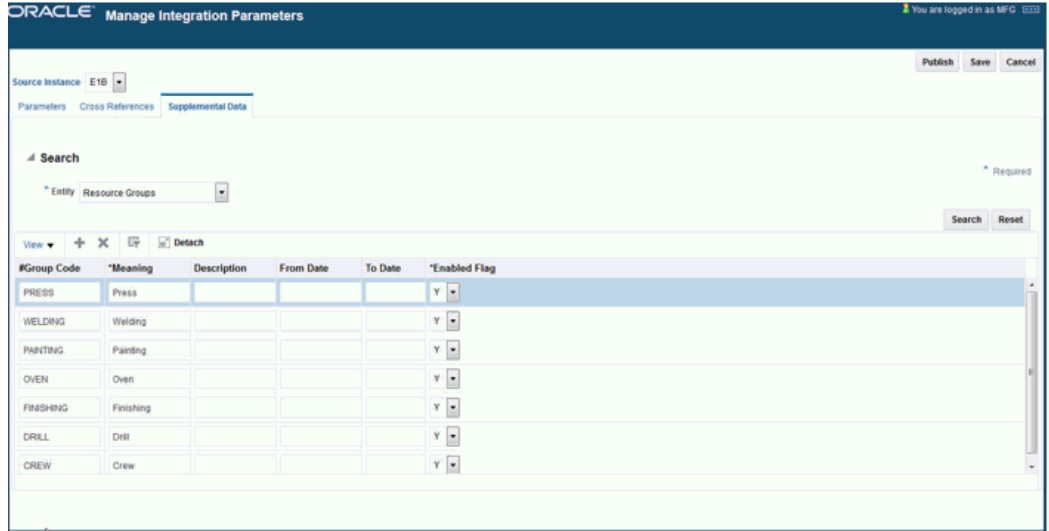 ORACLE Manage Integration Parameters
You are logged in as MFG
Publish Save Cancel
Source Instance E1B
Parameters Cross References Supplemental Data
Search
* Required
* Entity Resource Groups
Search Reset
View Detach
#Group Code *Meaning Description From Date To Date *Enabled Flag
PRESS Press Y
WELDING Welding Y
PAINTING Painting Y
OVEN Oven Y
FINISHING Finishing Y
DRILL Drill Y
CREW Crew Y